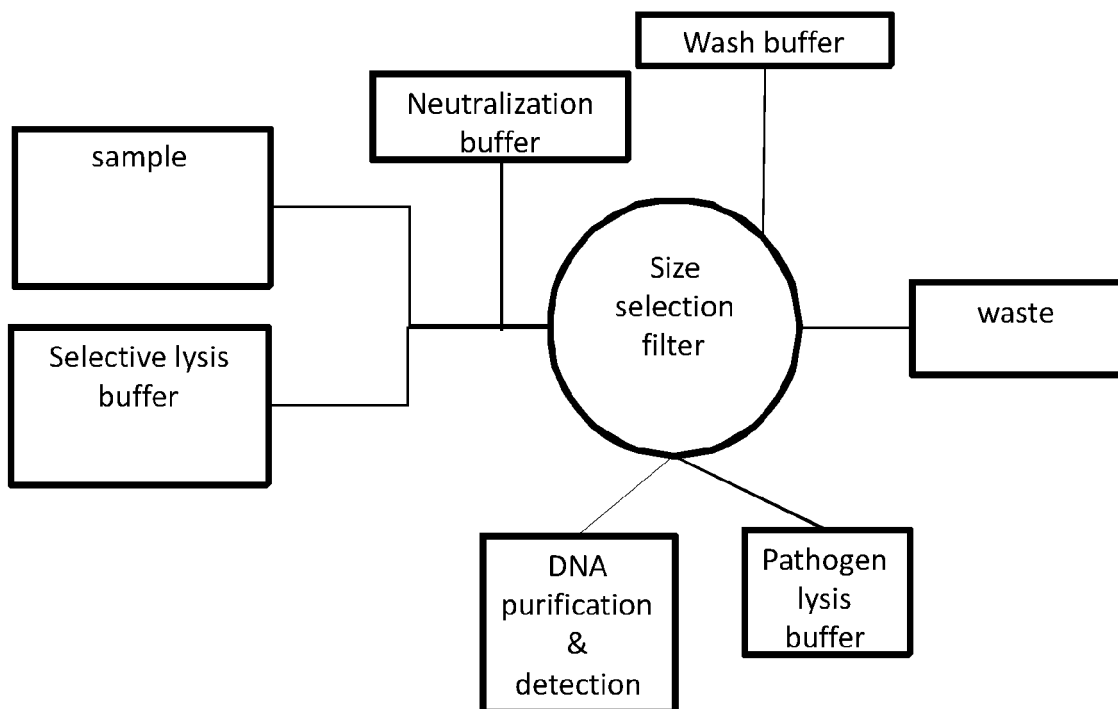 Wash buffer
Neutralization
buffer
sample
Size
selection
filter
waste
Selective lysis
buffer
DNA
purification
&
detection
Pathogen
lysis
buffer